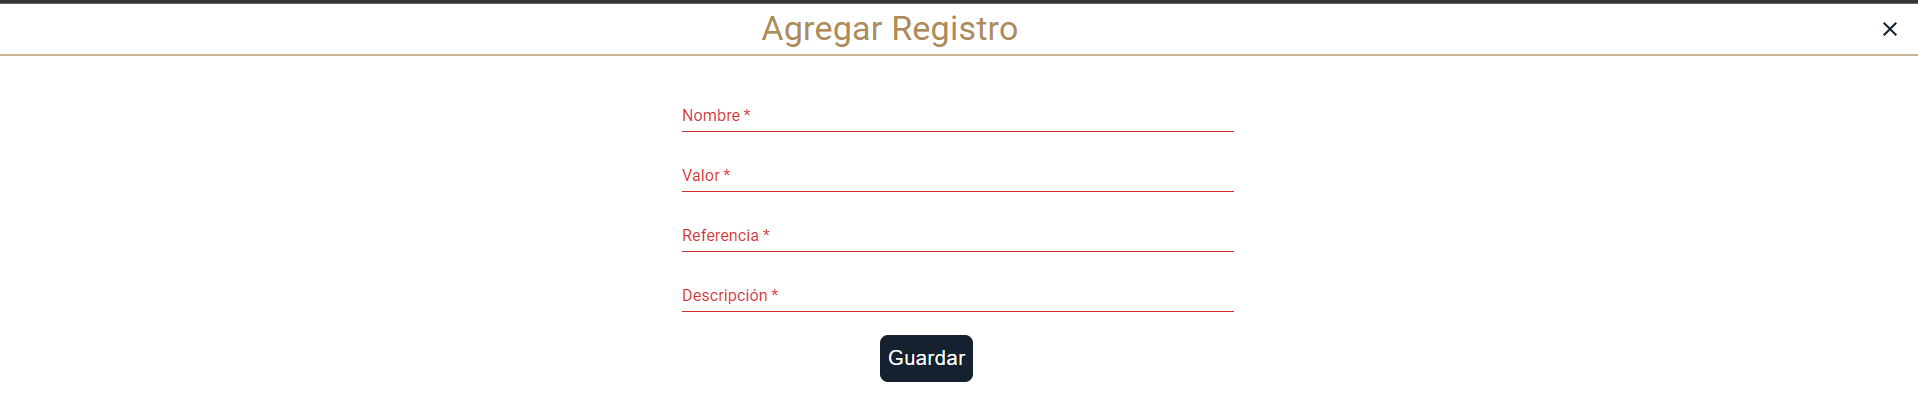 Agregar Registro
Nombre *
Valor *
Referencia *
Descripción *
Guardar